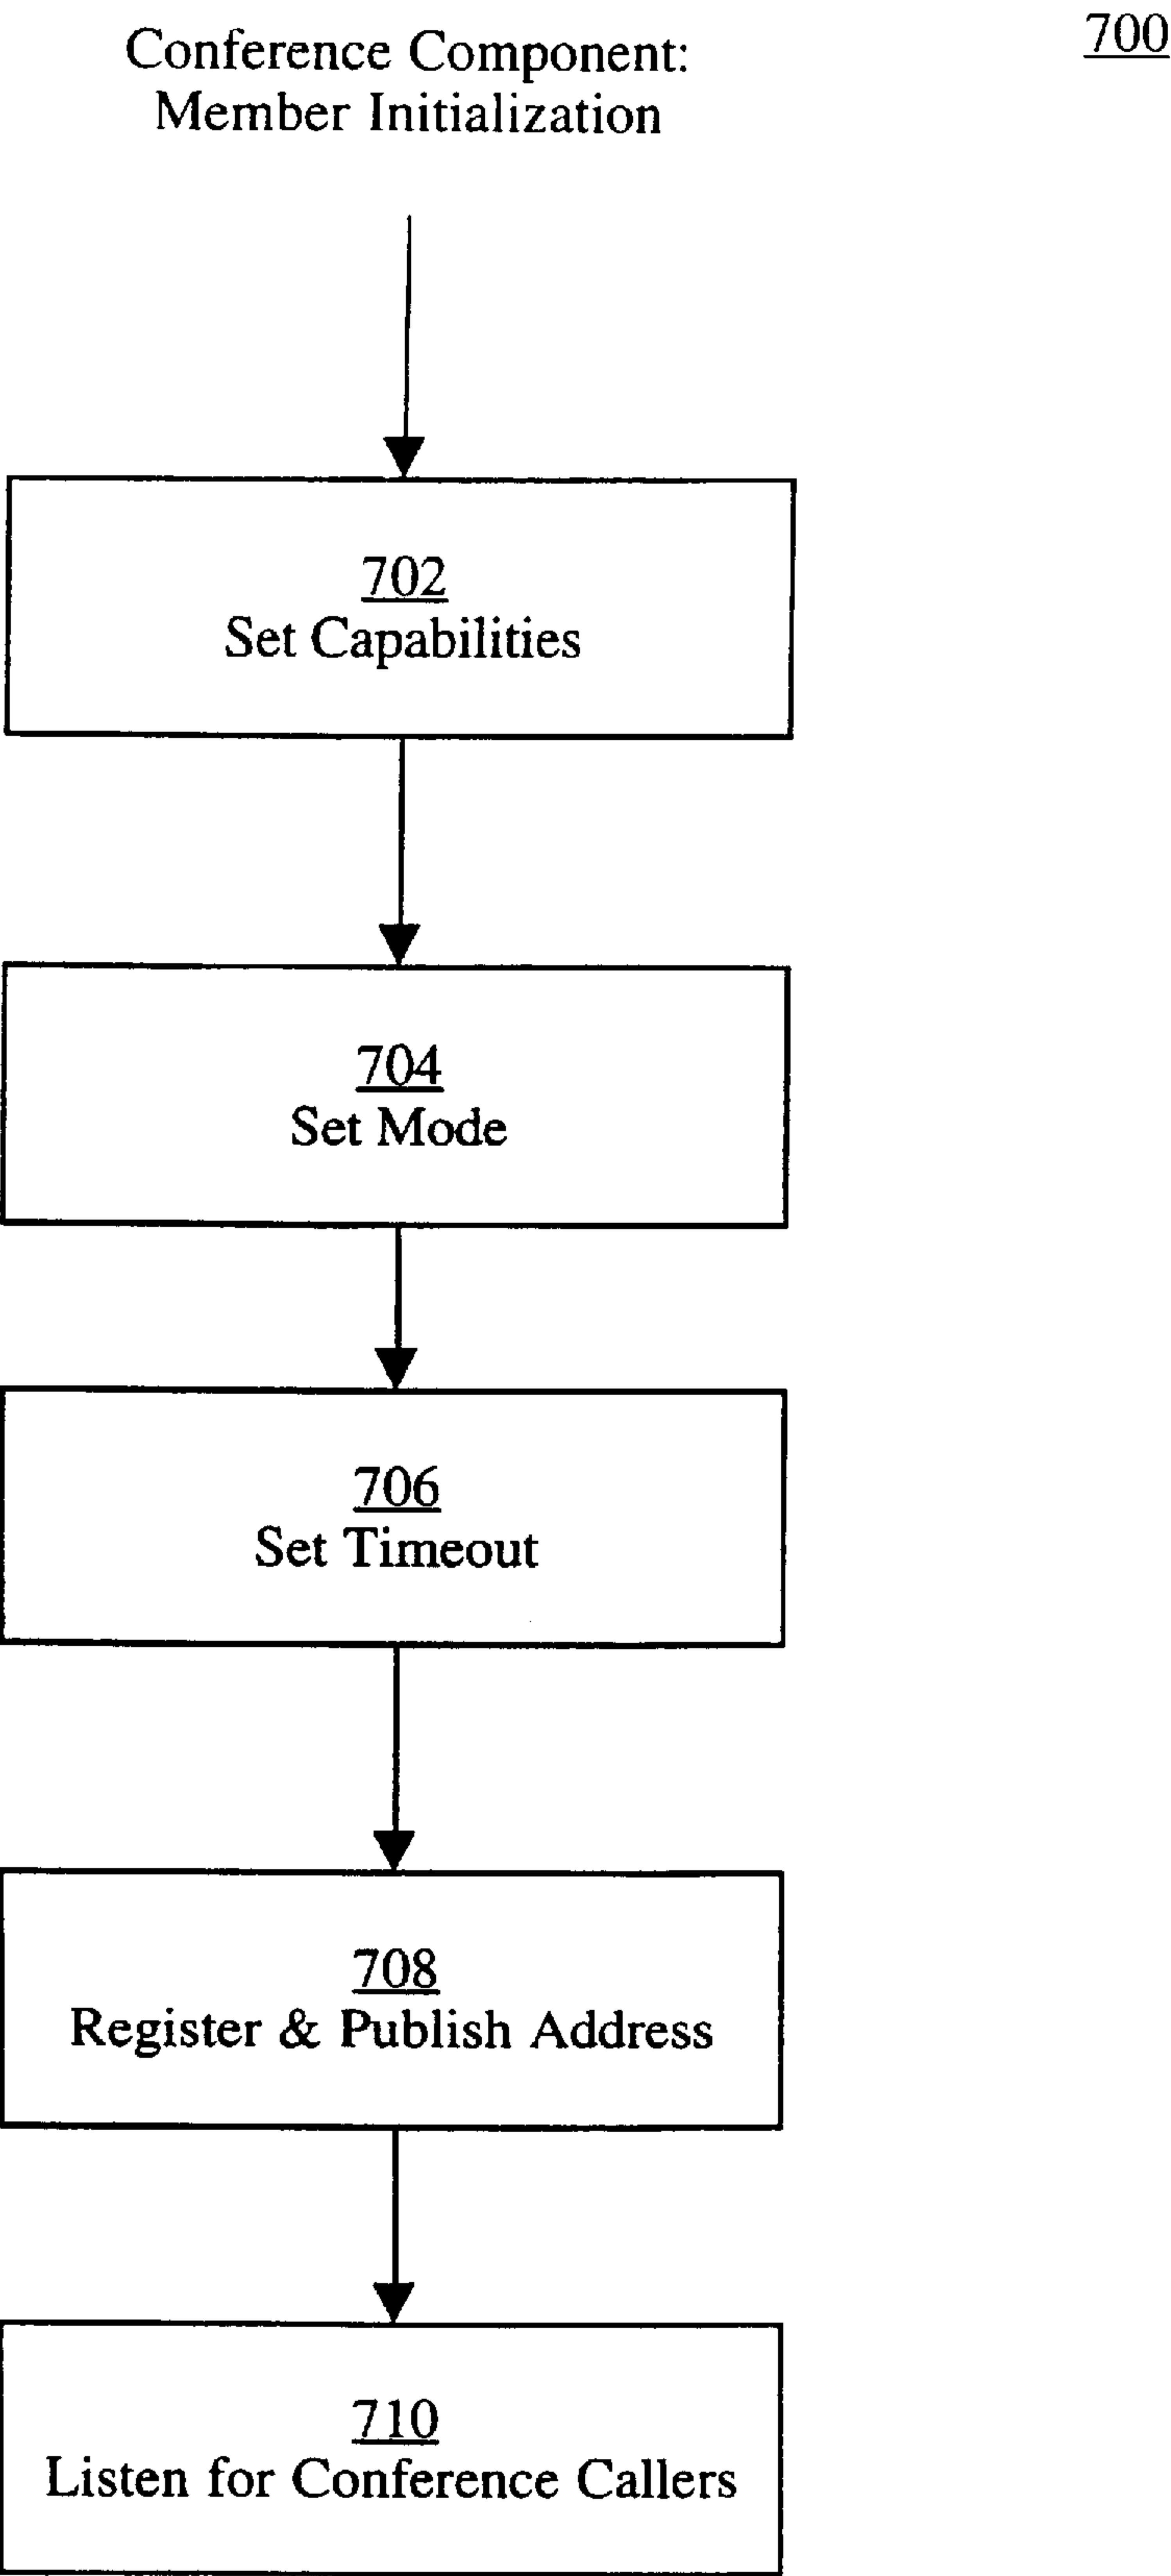 700
Conference Component:
Member Initialization
702
Set Capabilities
704
Set Mode
706
Set Timeout
708
Register & Publish Address
710
Listen for Conference Callers